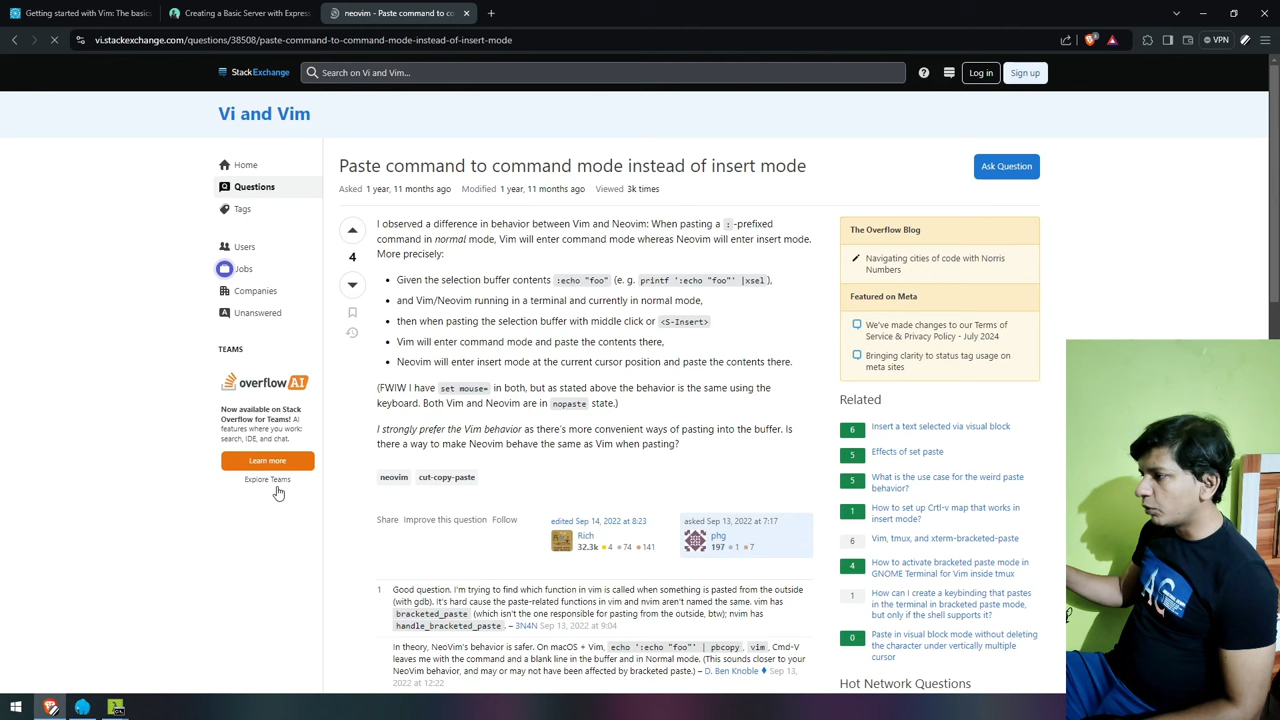 Getting started with Vim: The basics
Creating a Basic Server with Express
neovim - Paste command to co
vi.stackexchange.com/questions/38508/paste-command-to-command-mode-instead-of-insert-mode
VPN
StackExchange
Search on Vi and Vim…
Log in
Sign up
Vi and Vim
Home
Questions
Tags
Users
Jobs
Companies
Unanswered
TEAMS
overflowAI
Now available on Stack
Overflow for Teams! AI
features where you work:
search, IDE, and chat.
Learn more
Explore Teams
Paste command to command mode instead of insert mode
Asked 1 year, 11 months ago Modified 1 year, 11 months ago Viewed 3k times
Ask Question
4
I observed a difference in behavior between Vim and Neovim: When pasting a :-prefixed
command in normal mode, Vim will enter command mode whereas Neovim will enter insert mode.
More precisely:
• Given the selection buffer contents :echo "foo" (e. g. printf ':echo "foo"' |xsel),
• and Vim/Neovim running in a terminal and currently in normal mode,
• then when pasting the selection buffer with middle click or <S-Insert>
• Vim will enter command mode and paste the contents there,
• Neovim will enter insert mode at the current cursor position and paste the contents there.
(FWIW I have set mouse= in both, but as stated above the behavior is the same using the
keyboard. Both Vim and Neovim are in nopaste state.)
I strongly prefer the Vim behavior as there's more convenient ways of pasting into the buffer. Is
there a way to make Neovim behave the same as Vim when pasting?
neovim cut-copy-paste
Share Improve this question Follow
edited Sep 14, 2022 at 8:23
Rich
32.3k 4 74 141
asked Sep 13, 2022 at 7:17
phg
197 1 7
1 Good question. I'm trying to find which function in vim is called when something is pasted from the outside
(with gdb). It's hard cause the paste-related functions in vim and nvim aren't named the same. vim has
bracketed_paste (which isn't the one responsible for pasting from the outside, btw); nvim has
handle_bracketed_paste. – 3N4N Sep 13, 2022 at 9:04
In theory, NeoVim's behavior is safer. On macOS + Vim, echo ':echo "foo"' | pbcopy, vim, Cmd-V
leaves me with the command and a blank line in the buffer and in Normal mode. (This sounds closer to your
NeoVim behavior, and may or may not have been affected by bracketed paste.) – D. Ben Knoble ♦ Sep 13,
2022 at 12:22
The Overflow Blog
Navigating cities of code with Norris
Numbers
Featured on Meta
We've made changes to our Terms of
Service & Privacy Policy - July 2024
Bringing clarity to status tag usage on
meta sites
Related
6 Insert a text selected via visual block
5 Effects of set paste
5 What is the use case for the weird paste
behavior?
1 How to set up Crtl-v map that works in
insert mode?
6 Vim, tmux, and xterm-bracketed-paste
4 How to activate bracketed paste mode in
GNOME Terminal for Vim inside tmux
1 How can I create a keybinding that pastes
in the terminal in bracketed paste mode,
but only if the shell supports it?
0 Paste in visual block mode without deleting
the character under vertically multiple
cursor
Hot Network Questions